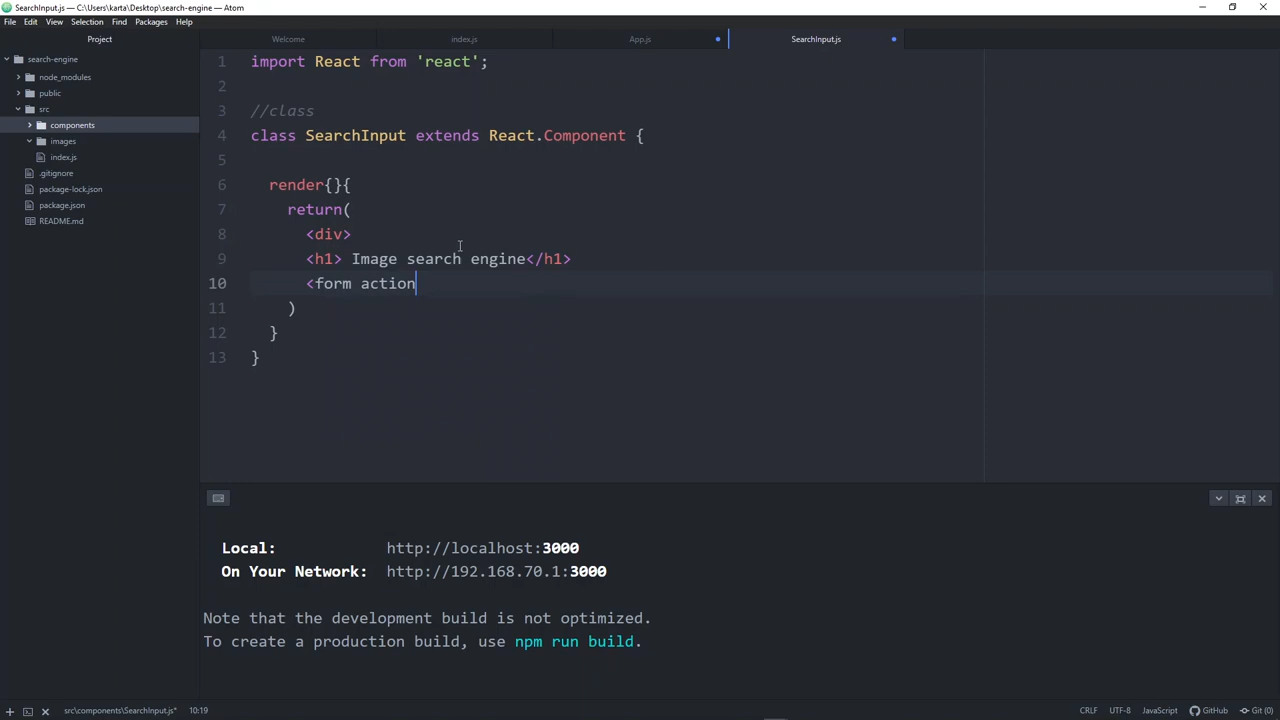 SearchInput.js — C:\Users\karta\Desktop\search-engine — Atom
File Edit View Selection Find Packages Help
Project
Welcome
index.js
App.js
SearchInput.js
search-engine
node_modules
public
src
components
images
index.js
.gitignore
package-lock.json
package.json
README.md
1 import React from 'react';
2
3 //class
4 class SearchInput extends React.Component {
5
6 render{}{
7 return(
8 <div>
9 <h1> Image search engine</h1>
10 <form action
11 )
12 }
13 }
Local: http://localhost:3000
On Your Network: http://192.168.70.1:3000
Note that the development build is not optimized.
To create a production build, use npm run build.
src\components\SearchInput.js* 10:19 CRLF UTF-8 JavaScript GitHub Git (0)